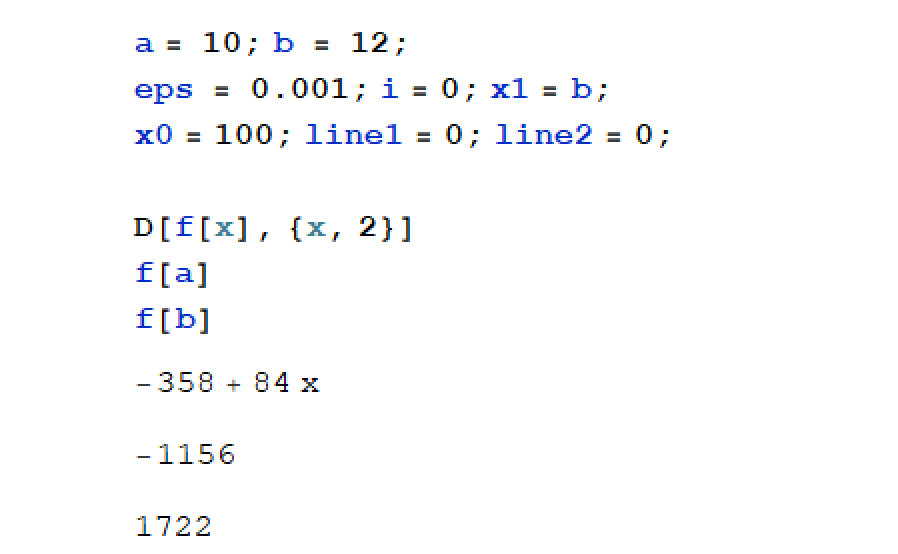 a = 10; b = 12;
eps = 0.001; i = 0; x1 = b;
x0 = 100; line1 = 0; line2 = 0;
D[f[x], {x, 2}]
f[a]
f[b]
-358 + 84 x
-1156
1722